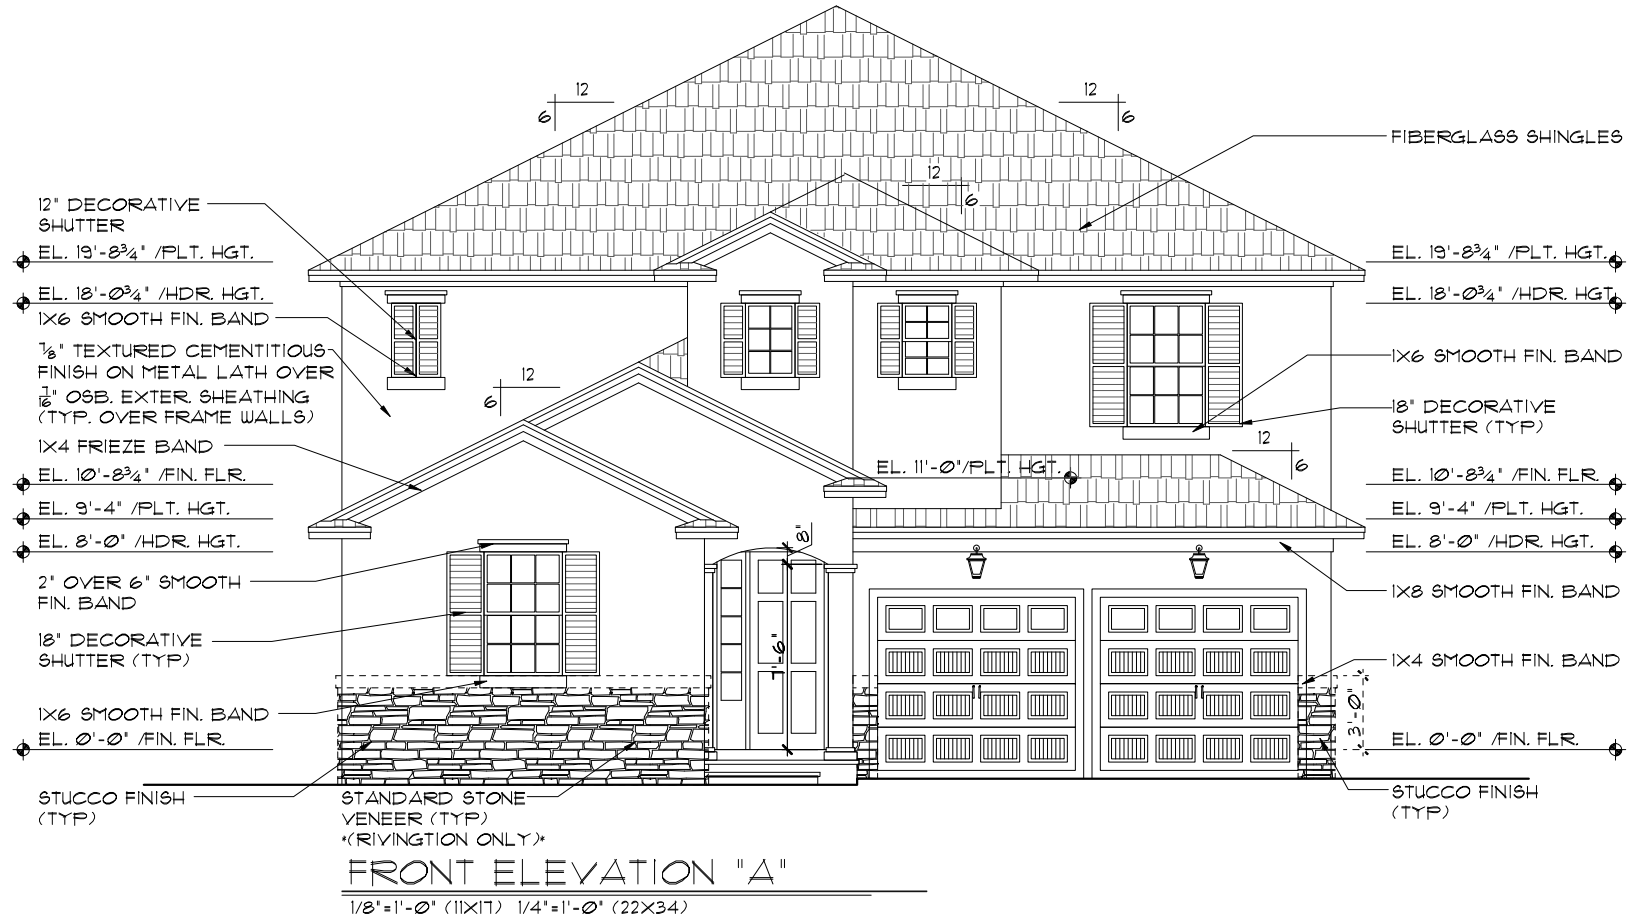 12
6
12
6
FIBERGLASS SHINGLES
12
6
12" DECORATIVE
SHUTTER
EL. 19'-8¾" /PLT. HGT.
EL. 18'-0¾" /HDR. HGT.
1X6 SMOOTH FIN. BAND
⅞" TEXTURED CEMENTITIOUS
FINISH ON METAL LATH OVER
7/16" OSB. EXTER. SHEATHING
(TYP. OVER FRAME WALLS)
1X4 FRIEZE BAND
EL. 10'-8¾" /FIN. FLR.
EL. 9'-4" /PLT. HGT.
EL. 8'-0" /HDR. HGT.
2" OVER 6" SMOOTH
FIN. BAND
18" DECORATIVE
SHUTTER (TYP)
1X6 SMOOTH FIN. BAND
EL. 0'-0" /FIN. FLR.
STUCCO FINISH
(TYP)
12
6
EL. 11'-0"/PLT. HGT.
12
6
8"
7'-6"
3'-0"
EL. 19'-8¾" /PLT. HGT.
EL. 18'-0¾" /HDR. HGT.
1X6 SMOOTH FIN. BAND
18" DECORATIVE
SHUTTER (TYP)
EL. 10'-8¾" /FIN. FLR.
EL. 9'-4" /PLT. HGT.
EL. 8'-0" /HDR. HGT.
1X8 SMOOTH FIN. BAND
1X4 SMOOTH FIN. BAND
EL. 0'-0" /FIN. FLR.
STUCCO FINISH
(TYP)
STANDARD STONE
VENEER (TYP)
*(RIVINGTION ONLY)*
FRONT ELEVATION "A"
1/8"=1'-0" (11X17) 1/4"=1'-0" (22X34)